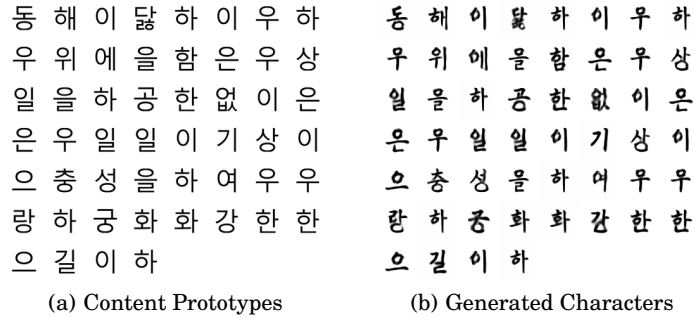 동 해 이 닳 하 이 우 하
우 위 에 을 함 은 우 상
일 을 하 공 한 없 이 은
은 우 일 일 이 기 상 이
으 충 성 을 하 여 우 우
랑 하 궁 화 화 강 한 한
으 길 이 하
(a) Content Prototypes
동 해 이 닳 하 이 우 하
우 위 에 을 함 은 우 상
일 을 하 공 한 없 이 은
은 우 일 일 이 기 상 이
으 충 성 을 하 여 우 우
랑 하 궁 화 화 강 한 한
으 길 이 하
(b) Generated Characters